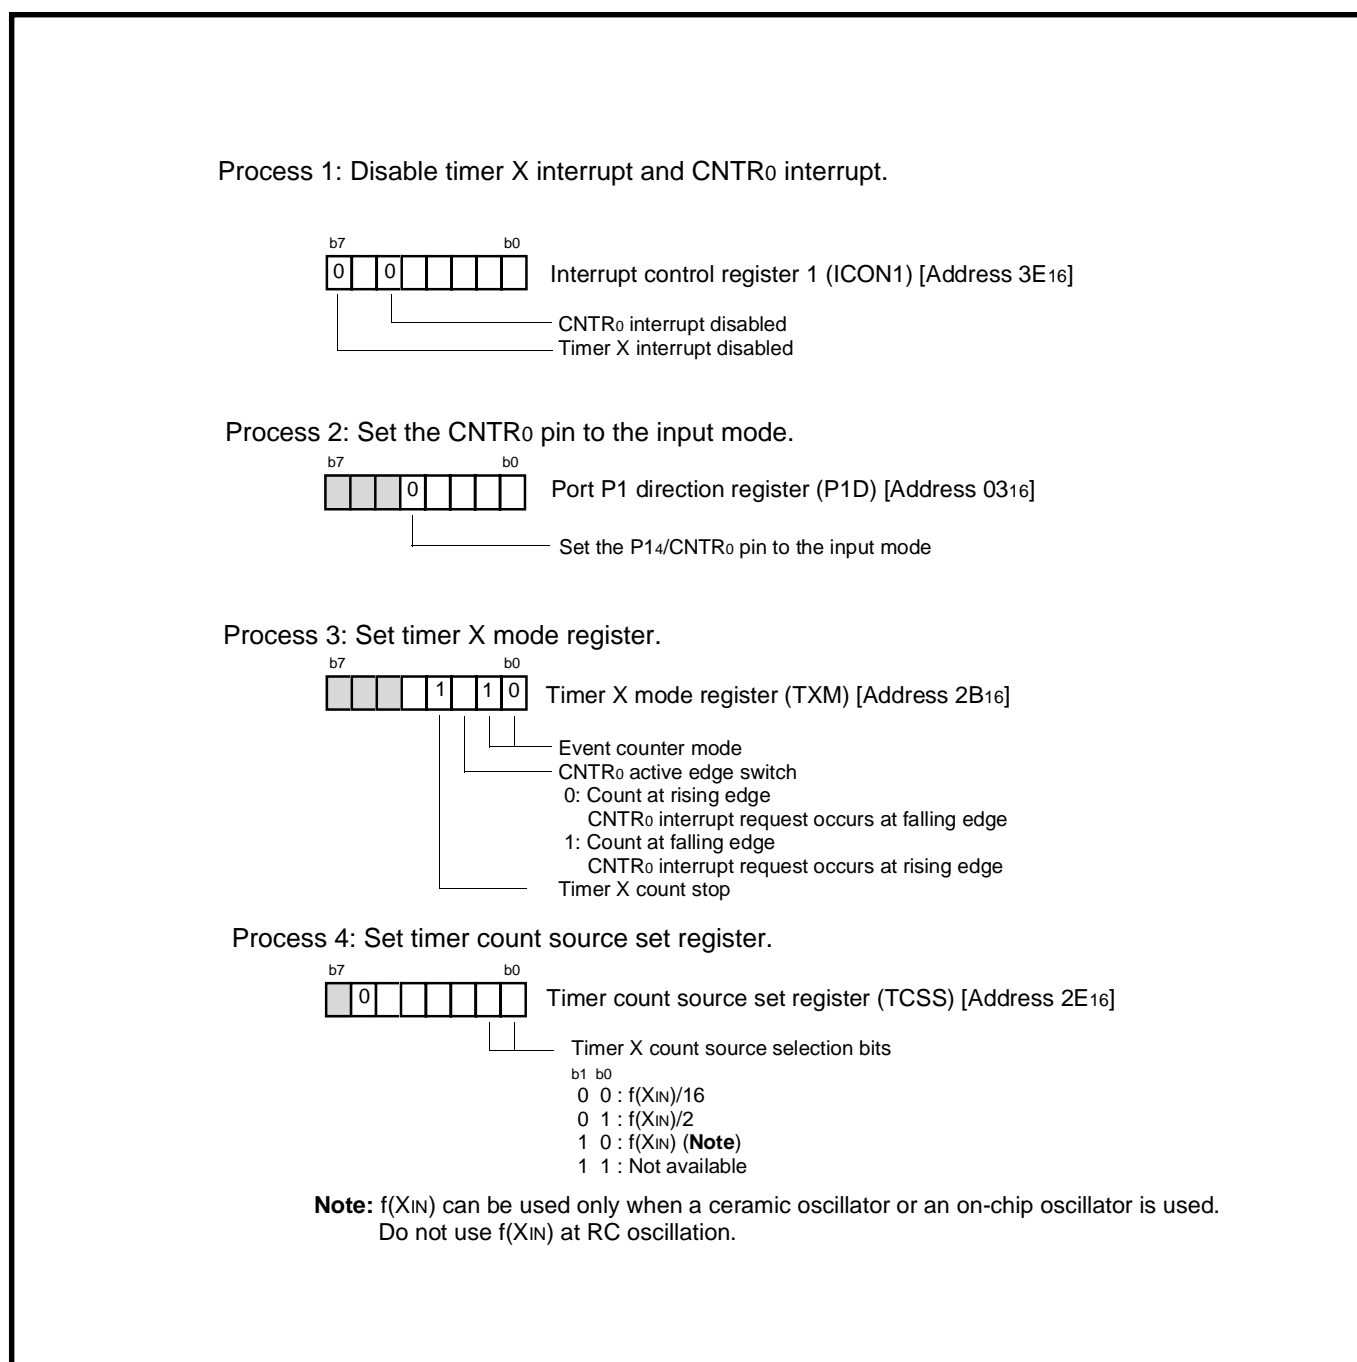 Process 1: Disable timer X interrupt and CNTR0 interrupt.
b7 b0
0 0 Interrupt control register 1 (ICON1) [Address 3E16]
CNTR0 interrupt disabled
Timer X interrupt disabled
Process 2: Set the CNTR0 pin to the input mode.
b7 b0
0 Port P1 direction register (P1D) [Address 0316]
Set the P14/CNTR0 pin to the input mode
Process 3: Set timer X mode register.
b7 b0
1 1 0 Timer X mode register (TXM) [Address 2B16]
Event counter mode
CNTR0 active edge switch
0: Count at rising edge
CNTR0 interrupt request occurs at falling edge
1: Count at falling edge
CNTR0 interrupt request occurs at rising edge
Timer X count stop
Process 4: Set timer count source set register.
b7 b0
0 Timer count source set register (TCSS) [Address 2E16]
Timer X count source selection bits
b1 b0
0 0 : f(XIN)/16
0 1 : f(XIN)/2
1 0 : f(XIN) (Note)
1 1 : Not available
Note: f(XIN) can be used only when a ceramic oscillator or an on-chip oscillator is used.
Do not use f(XIN) at RC oscillation.